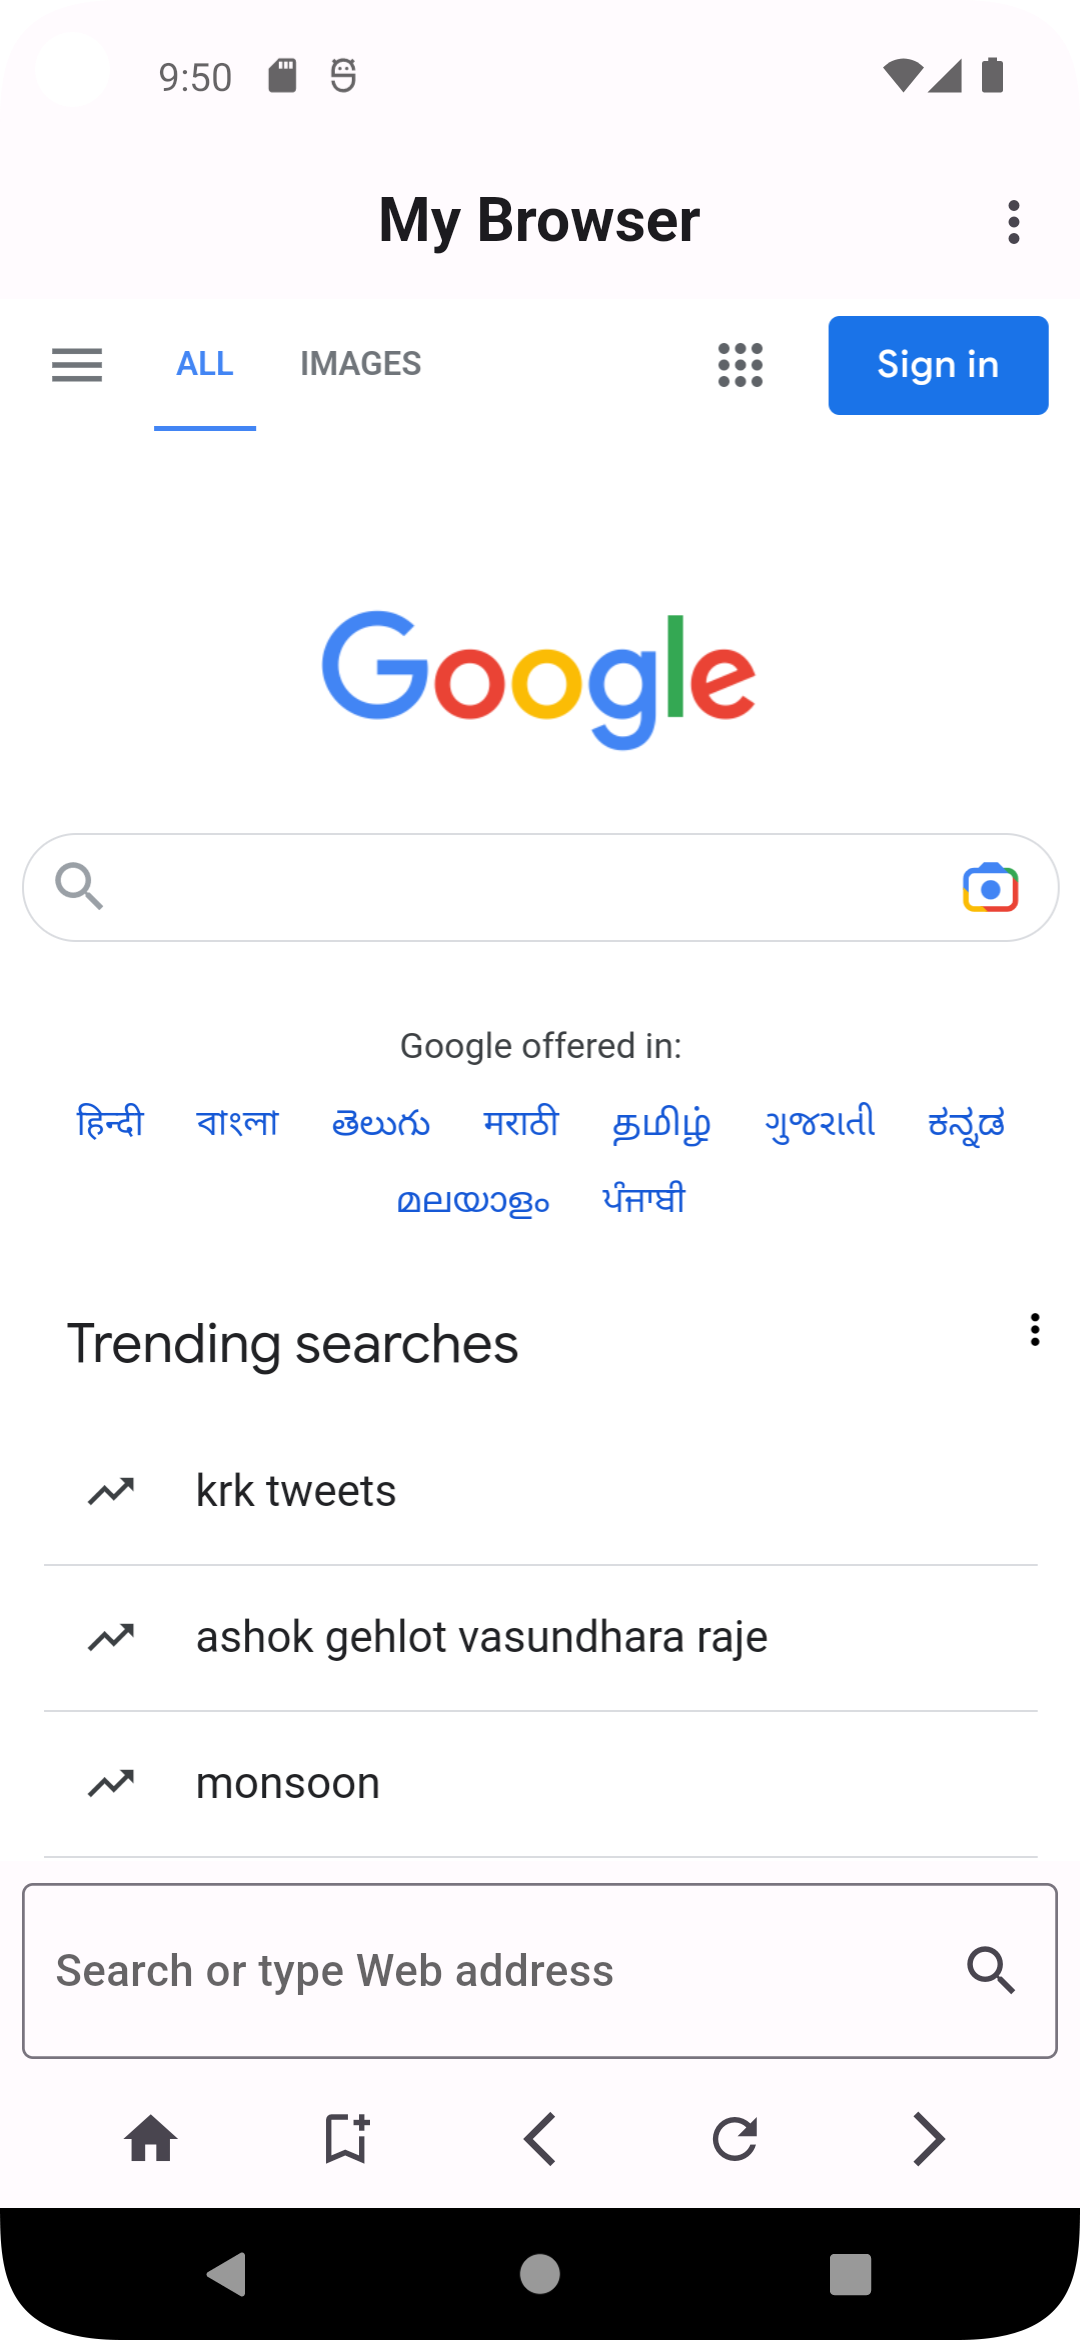 9:50
My Browser
ALL IMAGES Sign in
Google
Google offered in:
हिन्दी বাংলা తెలుగు मराठी தமிழ் ગુજરાતી ಕನ್ನಡ
മലയാളം ਪੰਜਾਬੀ
Trending searches
krk tweets
ashok gehlot vasundhara raje
monsoon
Search or type Web address